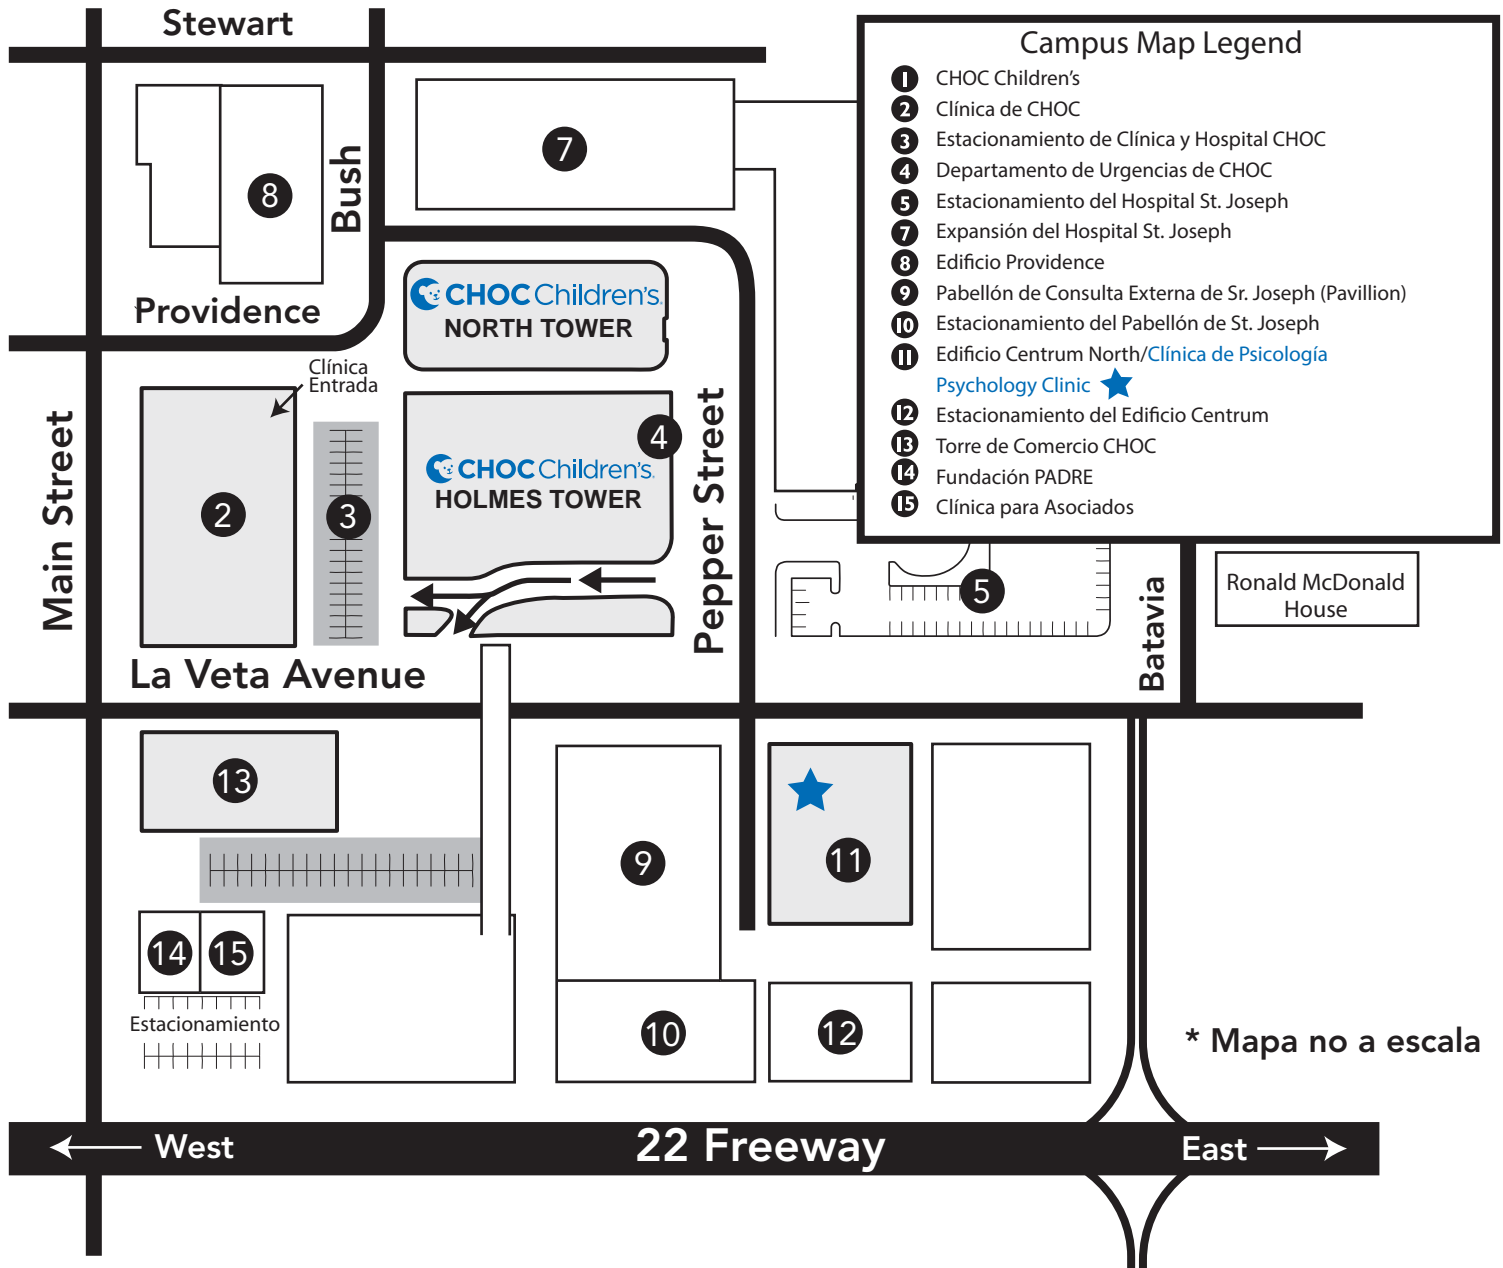 Stewart
Campus Map Legend
1 CHOC Children's
2 Clínica de CHOC
3 Estacionamiento de Clínica y Hospital CHOC
4 Departamento de Urgencias de CHOC
5 Estacionamiento del Hospital St. Joseph
7 Expansión del Hospital St. Joseph
8 Edificio Providence
9 Pabellón de Consulta Externa de Sr. Joseph (Pavillion)
10 Estacionamiento del Pabellón de St. Joseph
11 Edificio Centrum North/Clínica de Psicología
Psychology Clinic
12 Estacionamiento del Edificio Centrum
13 Torre de Comercio CHOC
14 Fundación PADRE
15 Clínica para Asociados
7
8
Bush
Providence
CHOC Children's.
NORTH TOWER
Clínica
Entrada
Main Street
2
3
4
CHOC Children's.
HOLMES TOWER
Pepper Street
5
Batavia
Ronald McDonald
House
La Veta Avenue
13
9
11
14
15
Estacionamiento
10
12
* Mapa no a escala
West
22 Freeway
East